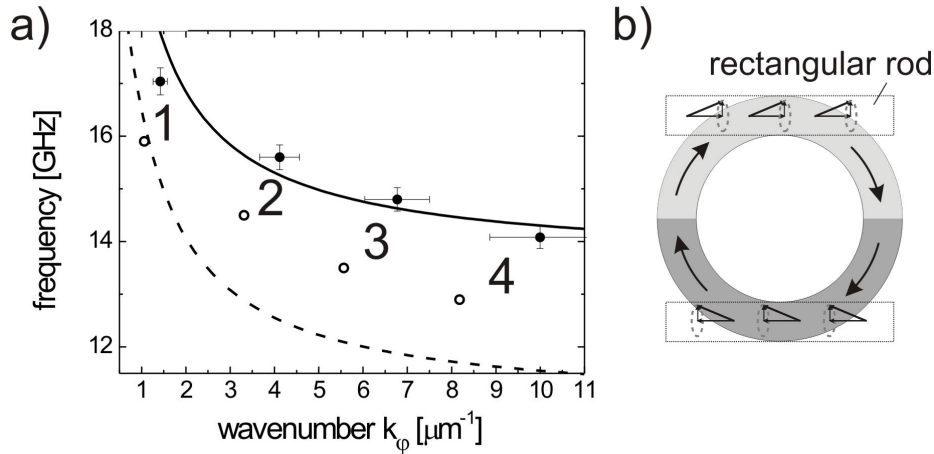 a)
18
16
14
12
frequency [GHz]
1
2
3
4
1 2 3 4 5 6 7 8 9 10 11
wavenumber kφ [μm⁻¹]
b)
rectangular rod